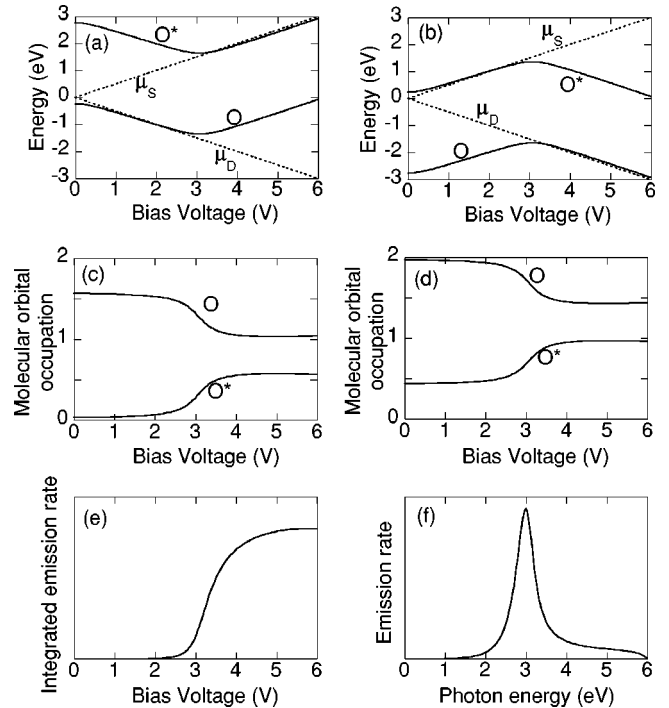 (a)
O*
μS
O
μD
Energy (eV)
3
2
1
0
-1
-2
-3
0 1 2 3 4 5 6
Bias Voltage (V)
(b)
μS
O*
μD
O
Energy (eV)
3
2
1
0
-1
-2
-3
0 1 2 3 4 5 6
Bias Voltage (V)
(c)
O
O*
Molecular orbital
occupation
2
1
0
0 1 2 3 4 5 6
Bias Voltage (V)
(d)
O
O*
Molecular orbital
occupation
2
1
0
0 1 2 3 4 5 6
Bias Voltage (V)
(e)
Integrated emission rate
0 1 2 3 4 5 6
Bias Voltage (V)
(f)
Emission rate
0 1 2 3 4 5 6
Photon energy (eV)